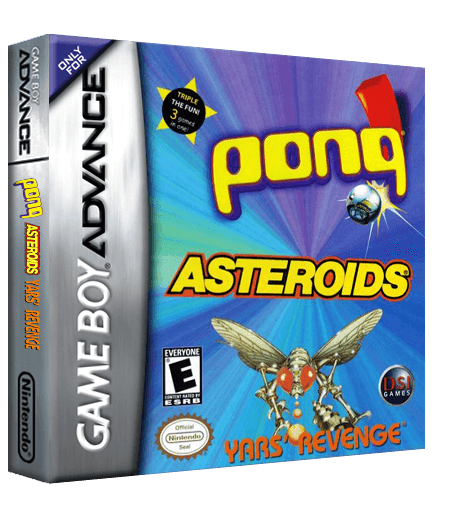 GAME BOY
ADVANCE
pong
ASTEROIDS
YARS' REVENGE
Nintendo
ONLY
FOR
GAME BOY ADVANCE
TRIPLE
THE FUN!
3 games
in one!
pong
ASTEROIDS
EVERYONE
E
CONTENT RATED BY
ESRB
Official
Nintendo
Seal
DSI
GAMES
YARS' REVENGE™